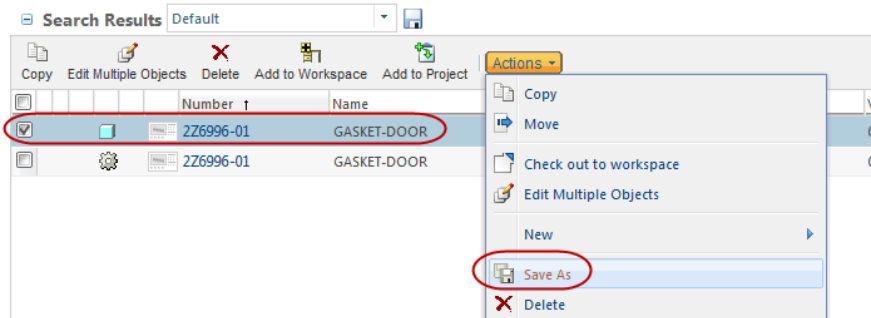 Search Results Default
Copy Edit Multiple Objects Delete Add to Workspace Add to Project Actions
Number Name
2Z6996-01 GASKET-DOOR
2Z6996-01 GASKET-DOOR
Copy
Move
Check out to workspace
Edit Multiple Objects
New
Save As
Delete